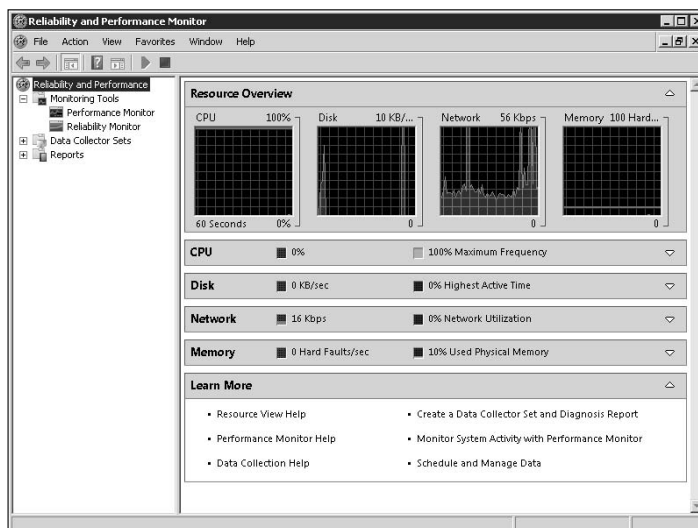 Reliability and Performance Monitor
File Action View Favorites Window Help
Reliability and Performance
Monitoring Tools
Performance Monitor
Reliability Monitor
Data Collector Sets
Reports
Resource Overview
CPU 100%
60 Seconds 0%
Disk 10 KB/...
0
Network 56 Kbps
0
Memory 100 Hard...
0
CPU 0% 100% Maximum Frequency
Disk 0 KB/sec 0% Highest Active Time
Network 16 Kbps 0% Network Utilization
Memory 0 Hard Faults/sec 10% Used Physical Memory
Learn More
Resource View Help
Create a Data Collector Set and Diagnosis Report
Performance Monitor Help
Monitor System Activity with Performance Monitor
Data Collection Help
Schedule and Manage Data